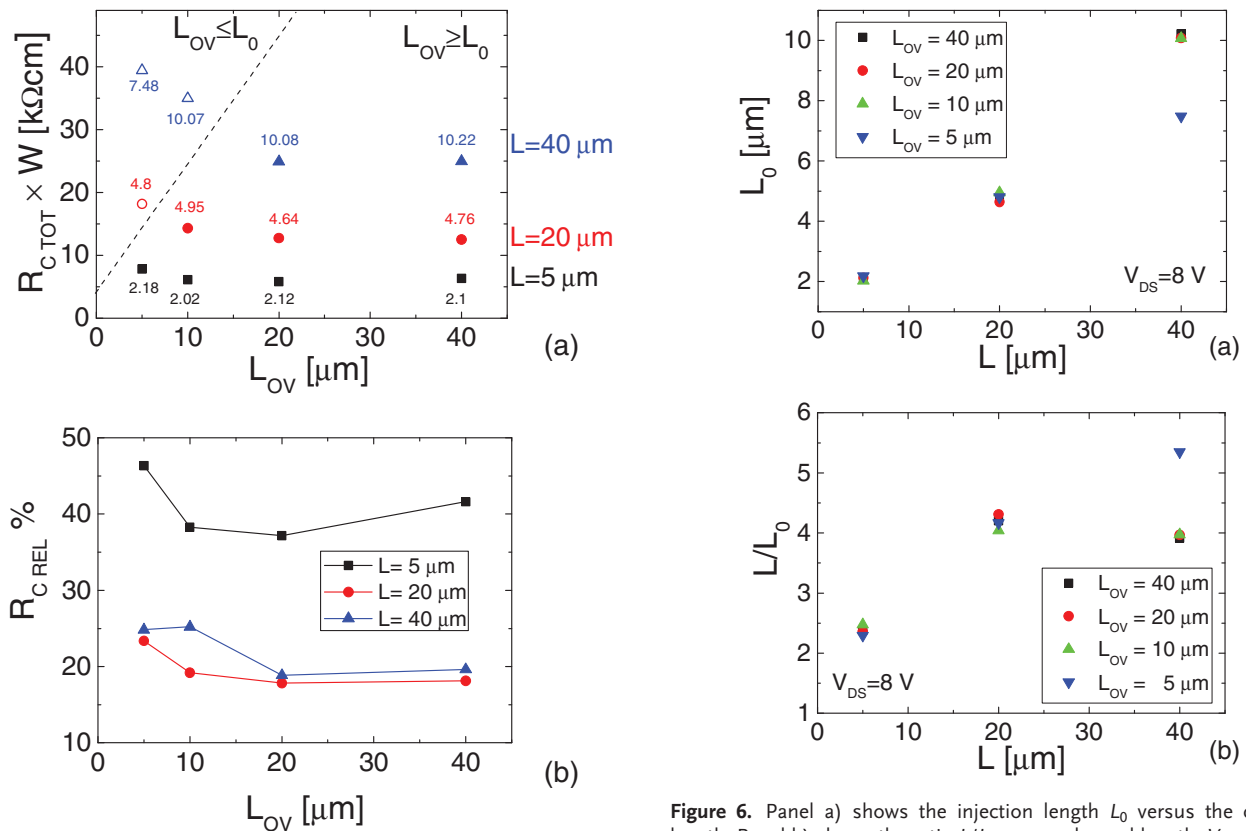 L_OV≤L_0
L_OV≥L_0
R_C TOT × W [kΩcm]
40
30
20
10
0
7.48
10.07
10.08
10.22
L=40 μm
4.8
4.95
4.64
4.76
L=20 μm
2.18
2.02
2.12
2.1
L=5 μm
0 10 20 30 40
L_OV [μm]
(a)
R_C REL %
50
40
30
20
10
L= 5 μm
L= 20 μm
L= 40 μm
0 10 20 30 40
L_OV [μm]
(b)
L_0 [μm]
10
8
6
4
2
L_OV = 40 μm
L_OV = 20 μm
L_OV = 10 μm
L_OV = 5 μm
V_DS=8 V
0 10 20 30 40
L [μm]
(a)
L/L_0
6
5
4
3
2
1
L_OV = 40 μm
L_OV = 20 μm
L_OV = 10 μm
L_OV = 5 μm
V_DS=8 V
0 10 20 30 40
L [μm]
(b)
Figure 6. Panel a) shows the injection length L_0 versus the